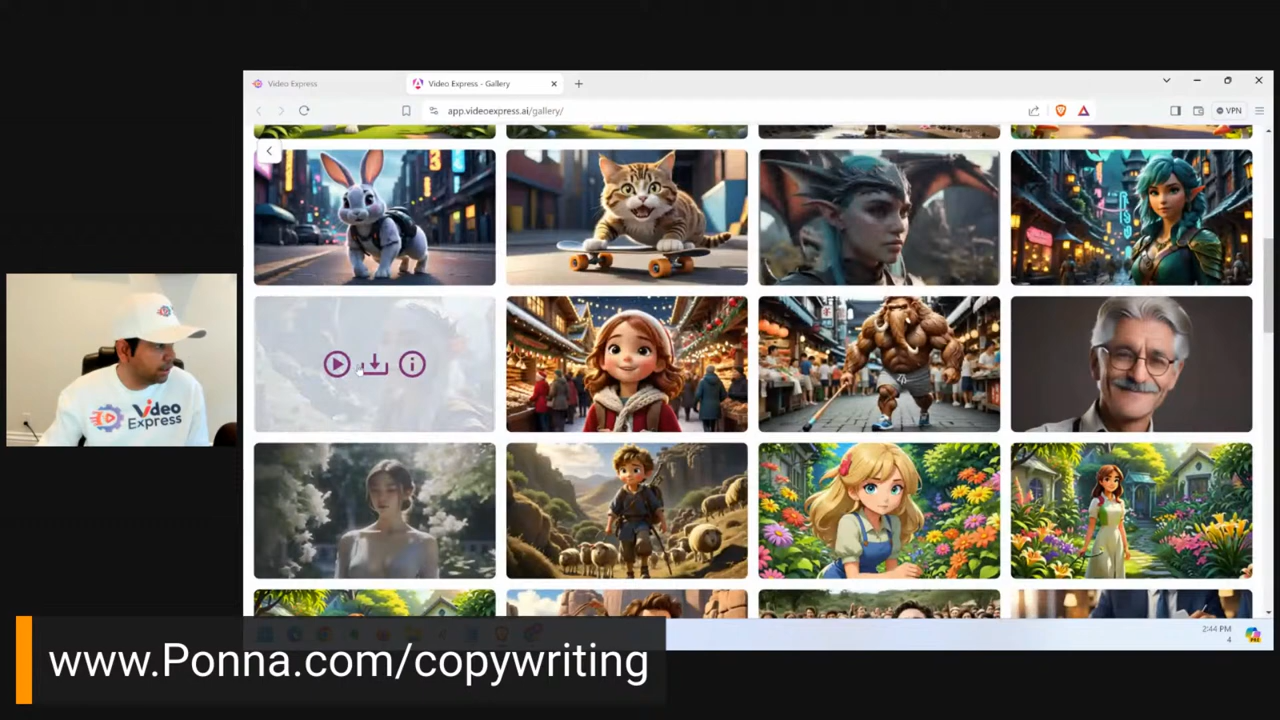 Video Express
Video Express - Gallery
app.videoexpress.ai/gallery/
VPN
Video
Express
2:44 PM
4
www.Ponna.com/copywriting